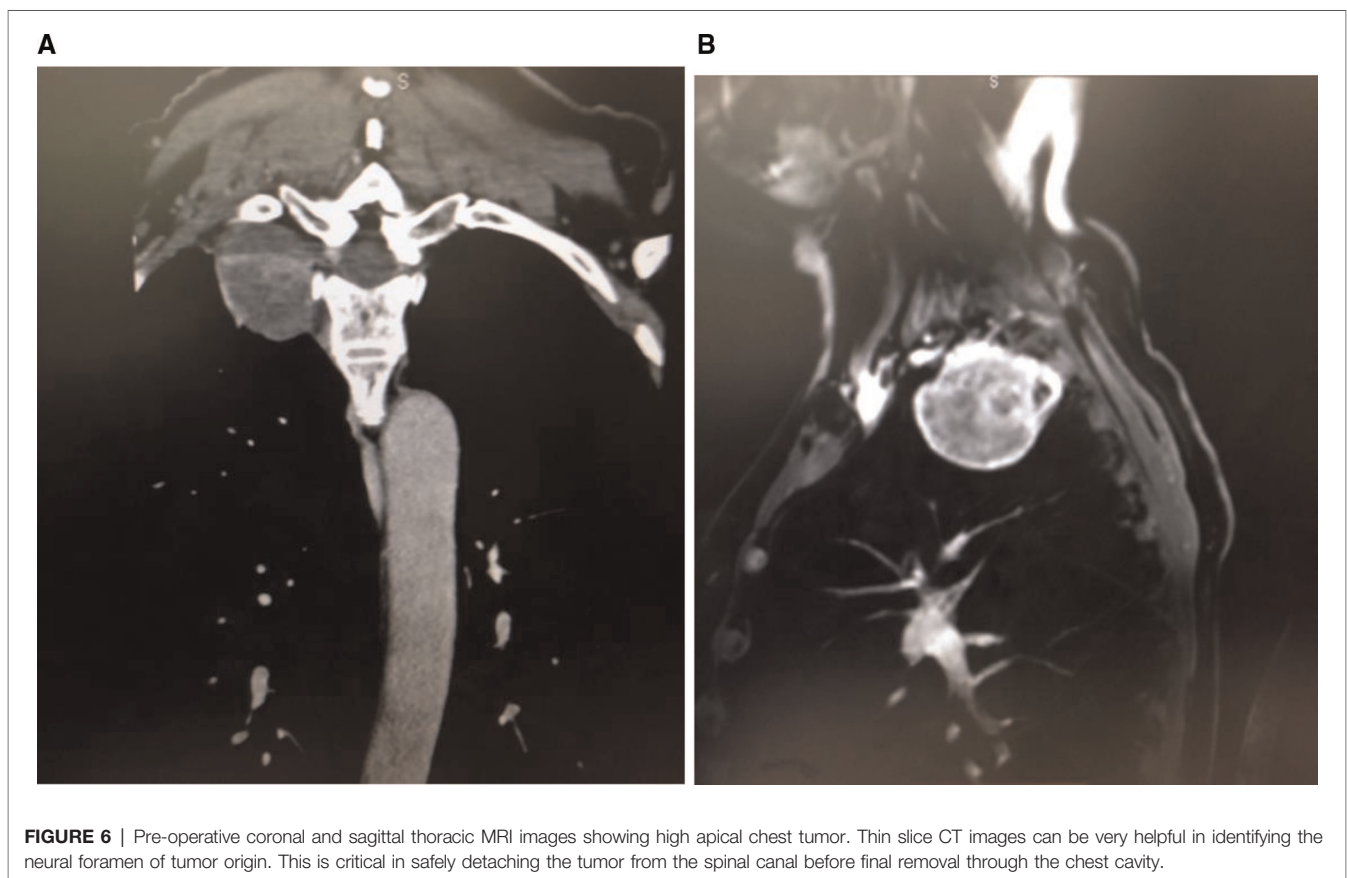 A
B
S
S
FIGURE 6 | Pre-operative coronal and sagittal thoracic MRI images showing high apical chest tumor. Thin slice CT images can be very helpful in identifying the
neural foramen of tumor origin. This is critical in safely detaching the tumor from the spinal canal before final removal through the chest cavity.